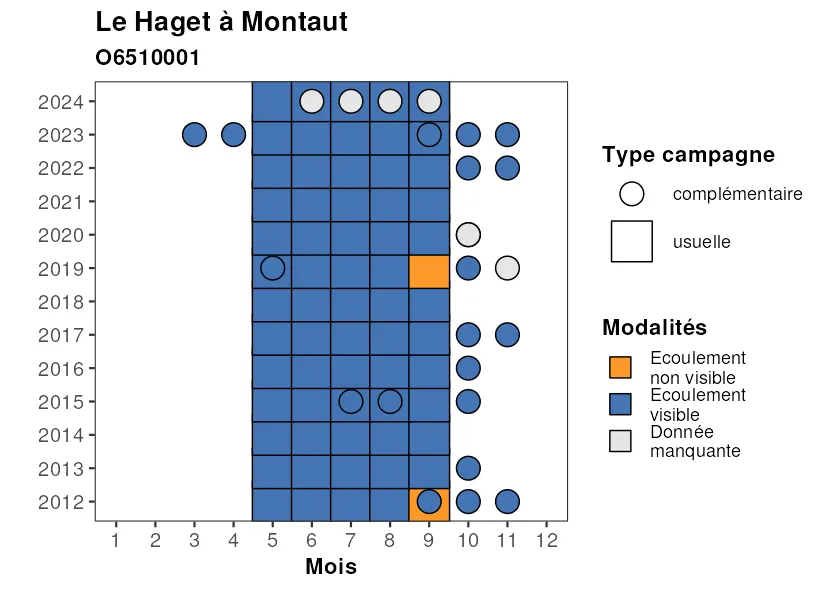 Le Haget à Montaut
O6510001
2024
2023
2022
2021
2020
2019
2018
2017
2016
2015
2014
2013
2012
1 2 3 4 5 6 7 8 9 10 11 12
Mois
Type campagne
complémentaire
usuelle
Modalités
Ecoulement
non visible
Ecoulement
visible
Donnée
manquante